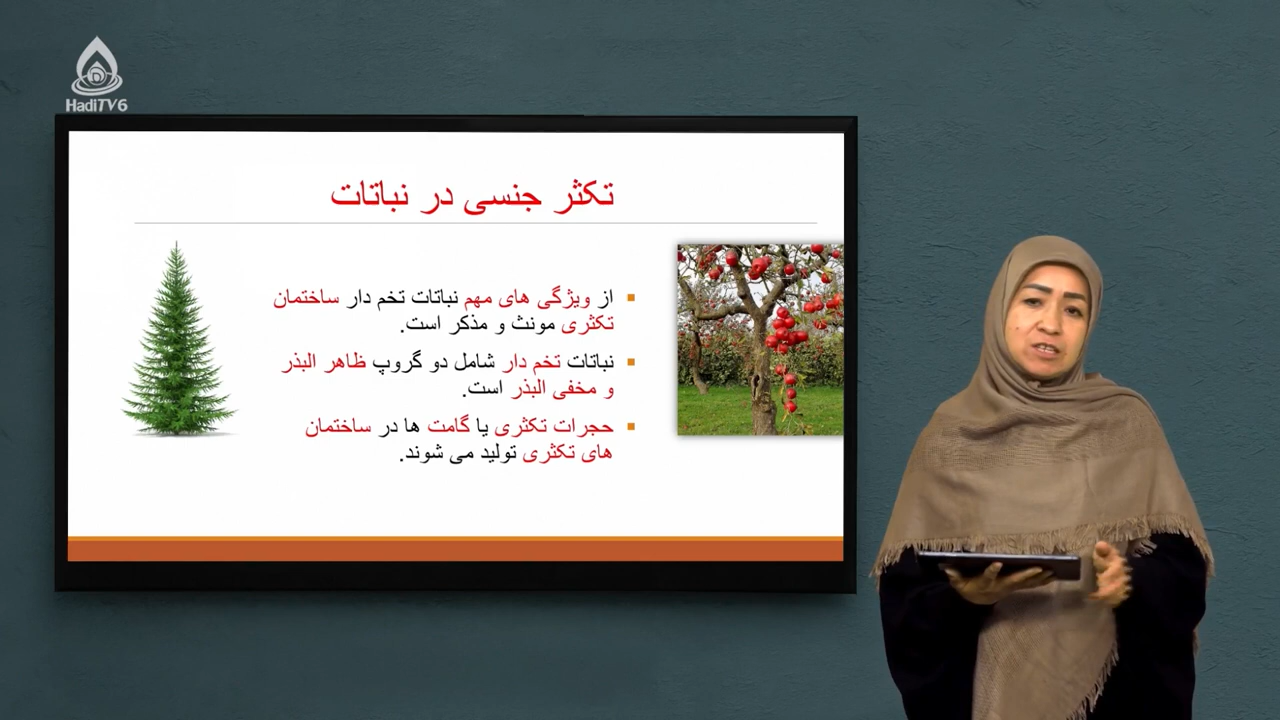 HadiTV6
تکثر جنسی در نباتات
از ویژگی های مهم نباتات تخم دار ساختمان
تکثری مونث و مذکر است.
نباتات تخم دار شامل دو گروپ ظاهر البذر
و مخفی البذر است.
حجرات تکثری یا گامت ها در ساختمان
های تکثری تولید می شوند.